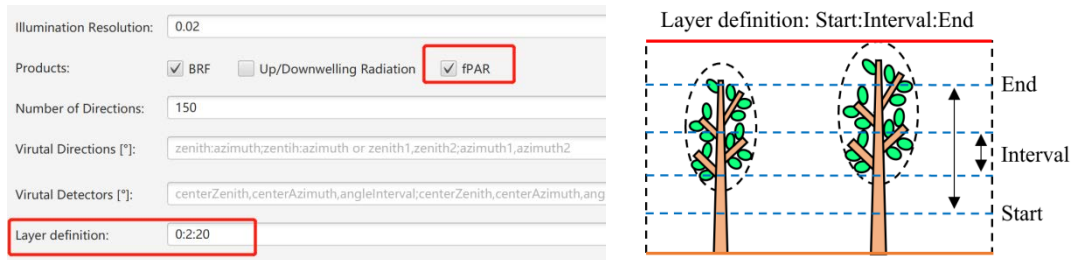 Illumination Resolution: 0.02
Products: BRF Up/Downwelling Radiation fPAR
Number of Directions: 150
Virutal Directions [°]: zenith:azimuth;zentih:azimuth or zenith1,zenith2;azimuth1,azimuth2
Virutal Detectors [°]: centerZenith,centerAzimuth,angleInterval;centerZenith,centerAzimuth,ang
Layer definition: 0:2:20
Layer definition: Start:Interval:End
End
Interval
Start